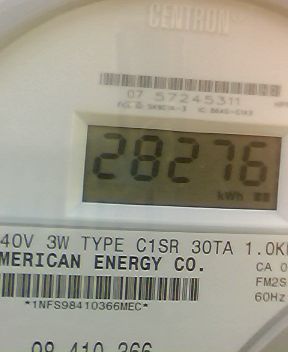 CENTRON
07 57245311
28276
kWh
40V 3W TYPE C1SR 30TA 1.0K
MERICAN ENERGY CO.
CA 0
FM2S
60Hz
*1NFS98410366MEC*
98 410 366